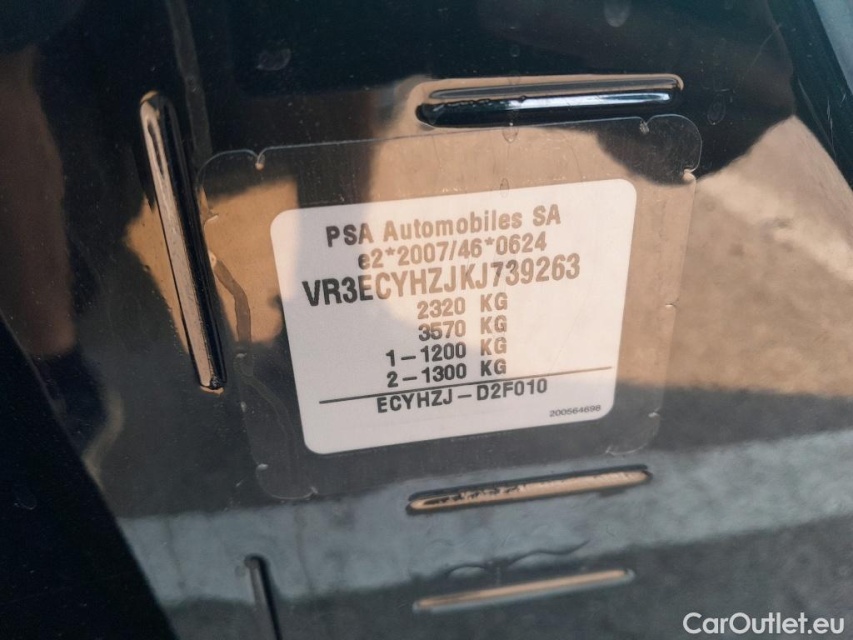 PSA Automobiles SA
e2*2007/46*0624
VR3ECYHZJKJ739263
2320 KG
3570 KG
1-1200 KG
2-1300 KG
ECYHZJ-D2F010
200564698
CarOutlet.eu